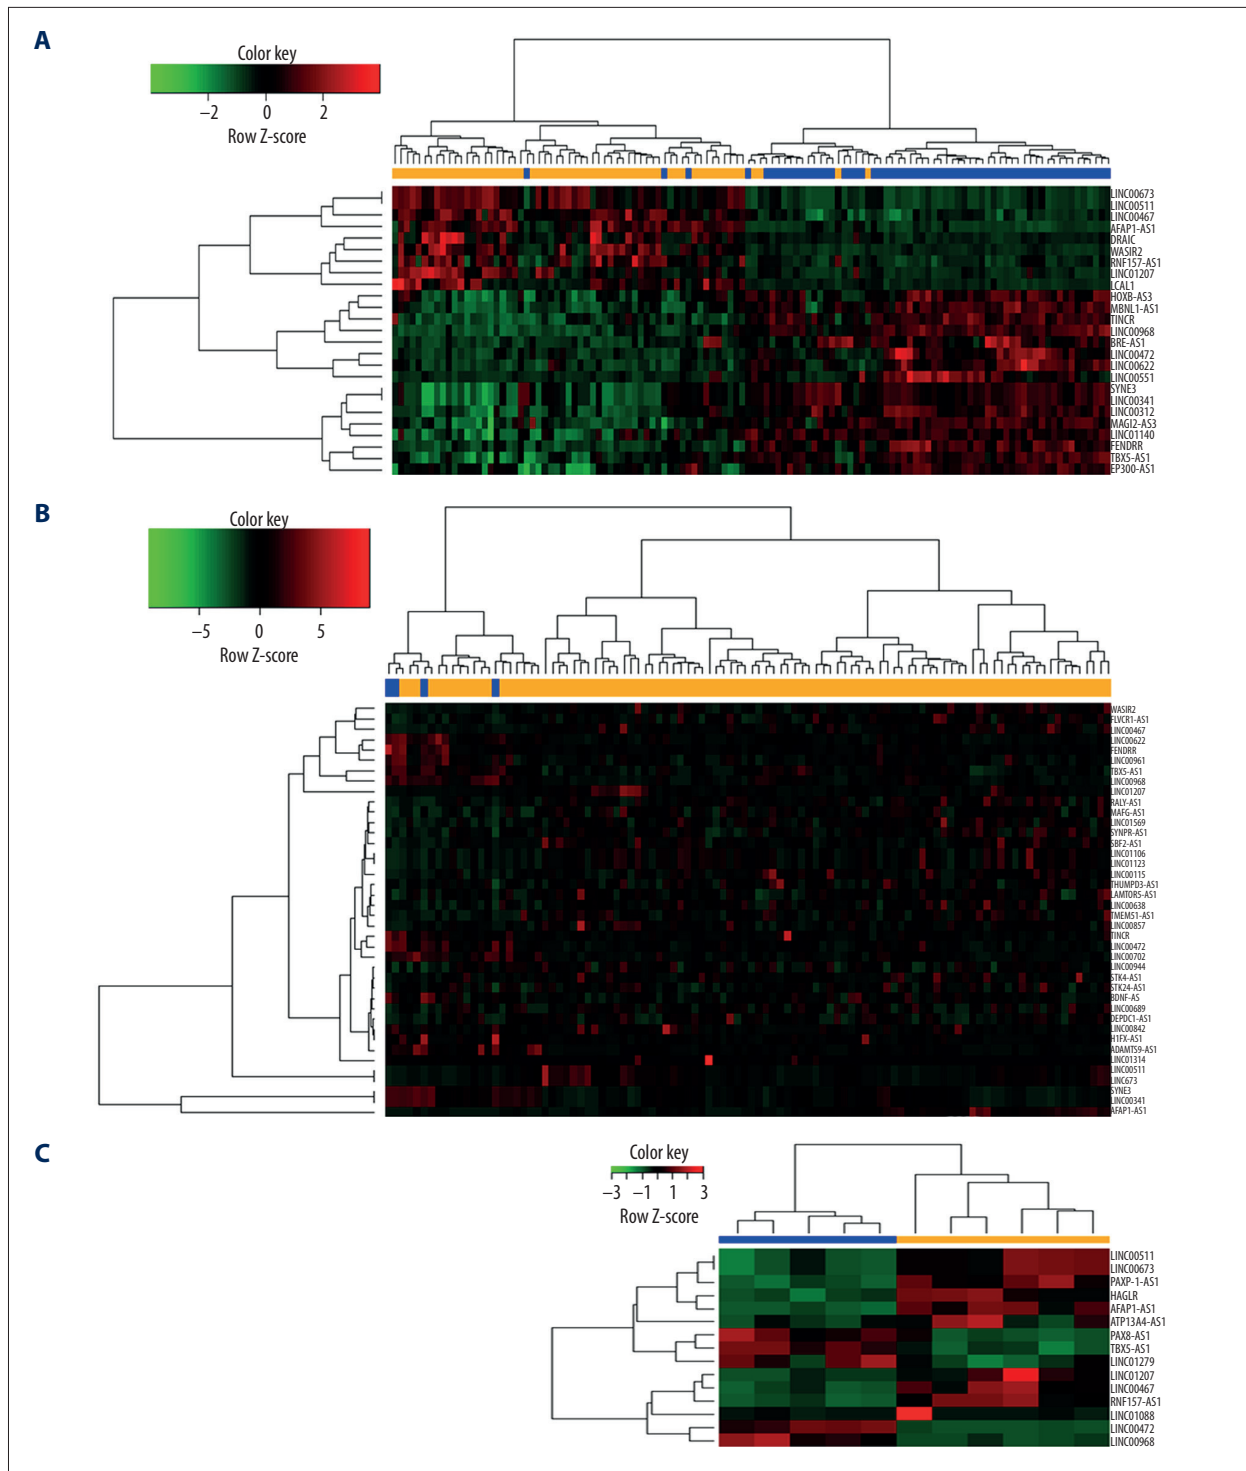 A
Color key
−2 0 2
Row Z-score
LINC00673
LINC00511
LINC00467
AFAP1-AS1
DRAIC
WASIR2
RNF157-AS1
LINC01207
LCAL1
HOXB-AS3
MBNL1-AS1
TINCR
LINC00968
BRE-AS1
LINC00472
LINC00622
LINC00551
SYNE3
LINC00341
LINC00312
MAGI2-AS3
LINC01140
FENDRR
TBX5-AS1
EP300-AS1
B
Color key
−5 0 5
Row Z-score
WASIR2
FLVCR1-AS1
LINC00467
LINC00622
FENDRR
LINC00961
TBX5-AS1
LINC00968
LINC01207
RALY-AS1
MAFG-AS1
LINC01569
SYNPR-AS1
SBF2-AS1
LINC01106
LINC01123
LINC00115
THUMPD3-AS1
LAMTOR5-AS1
LINC00638
TMEM51-AS1
LINC00857
TINCR
LINC00472
LINC00702
LINC00944
STK4-AS1
STK24-AS1
BDNF-AS
LINC00689
DEPDC1-AS1
LINC00842
H1FX-AS1
ADAMTS9-AS1
LINC01314
LINC00511
LINC673
SYNE3
LINC00341
AFAP1-AS1
C
Color key
−3 −1 1 3
Row Z-score
LINC00511
LINC00673
PAXP-1-AS1
HAGLR
AFAP1-AS1
ATP13A4-AS1
PAX8-AS1
TBX5-AS1
LINC01279
LINC01207
LINC00467
RNF157-AS1
LINC01088
LINC00472
LINC00968